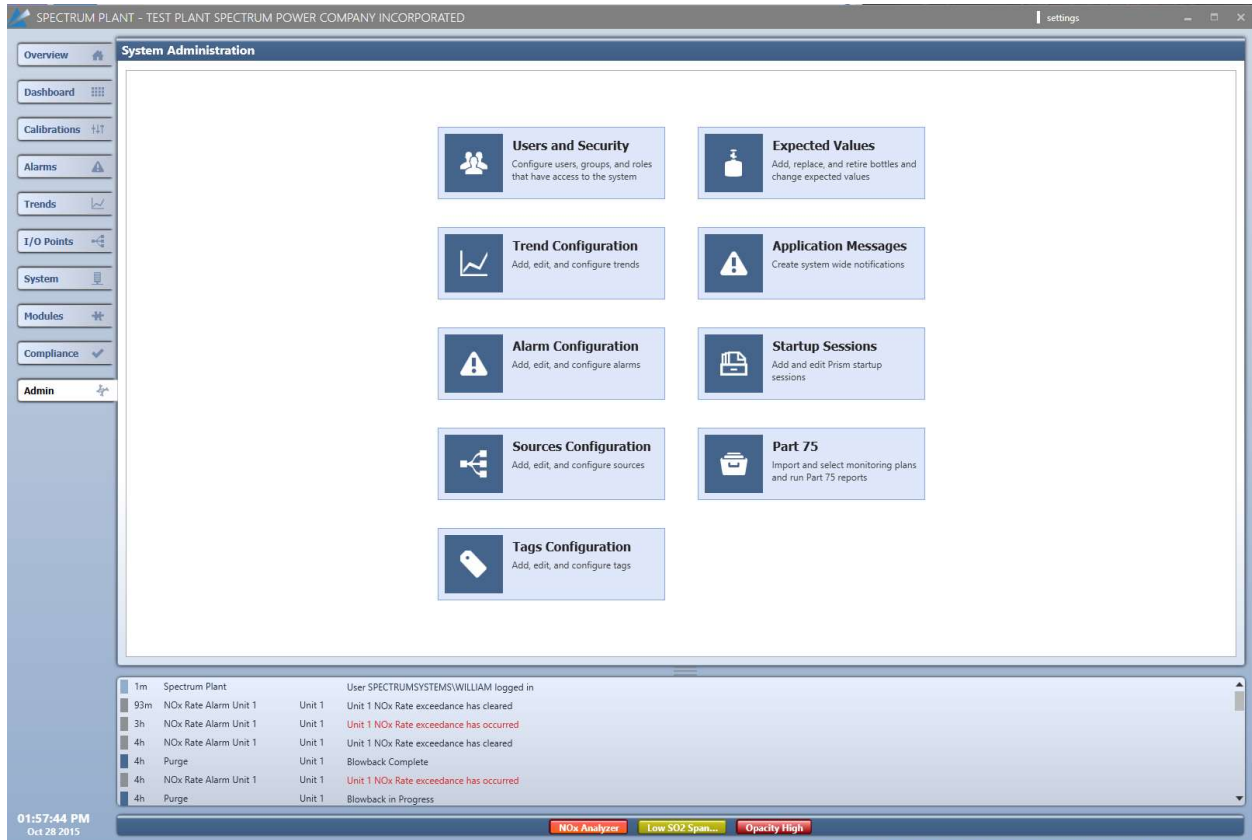 SPECTRUM PLANT - TEST PLANT SPECTRUM POWER COMPANY INCORPORATED
settings
Overview
Dashboard
Calibrations
Alarms
Trends
I/O Points
System
Modules
Compliance
Admin
System Administration
Users and Security
Configure users, groups, and roles
that have access to the system
Expected Values
Add, replace, and retire bottles and
change expected values
Trend Configuration
Add, edit, and configure trends
Application Messages
Create system wide notifications
Alarm Configuration
Add, edit, and configure alarms
Startup Sessions
Add and edit Prism startup
sessions
Sources Configuration
Add, edit, and configure sources
Part 75
Import and select monitoring plans
and run Part 75 reports
Tags Configuration
Add, edit, and configure tags
1m Spectrum Plant User SPECTRUMSYSTEMS\WILLIAM logged in
93m NOx Rate Alarm Unit 1 Unit 1 Unit 1 NOx Rate exceedance has cleared
3h NOx Rate Alarm Unit 1 Unit 1 Unit 1 NOx Rate exceedance has occurred
4h NOx Rate Alarm Unit 1 Unit 1 Unit 1 NOx Rate exceedance has cleared
4h Purge Unit 1 Blowback Complete
4h NOx Rate Alarm Unit 1 Unit 1 Unit 1 NOx Rate exceedance has occurred
4h Purge Unit 1 Blowback in Progress
01:57:44 PM
Oct 28 2015
NOx Analyzer Low SO2 Span... Opacity High